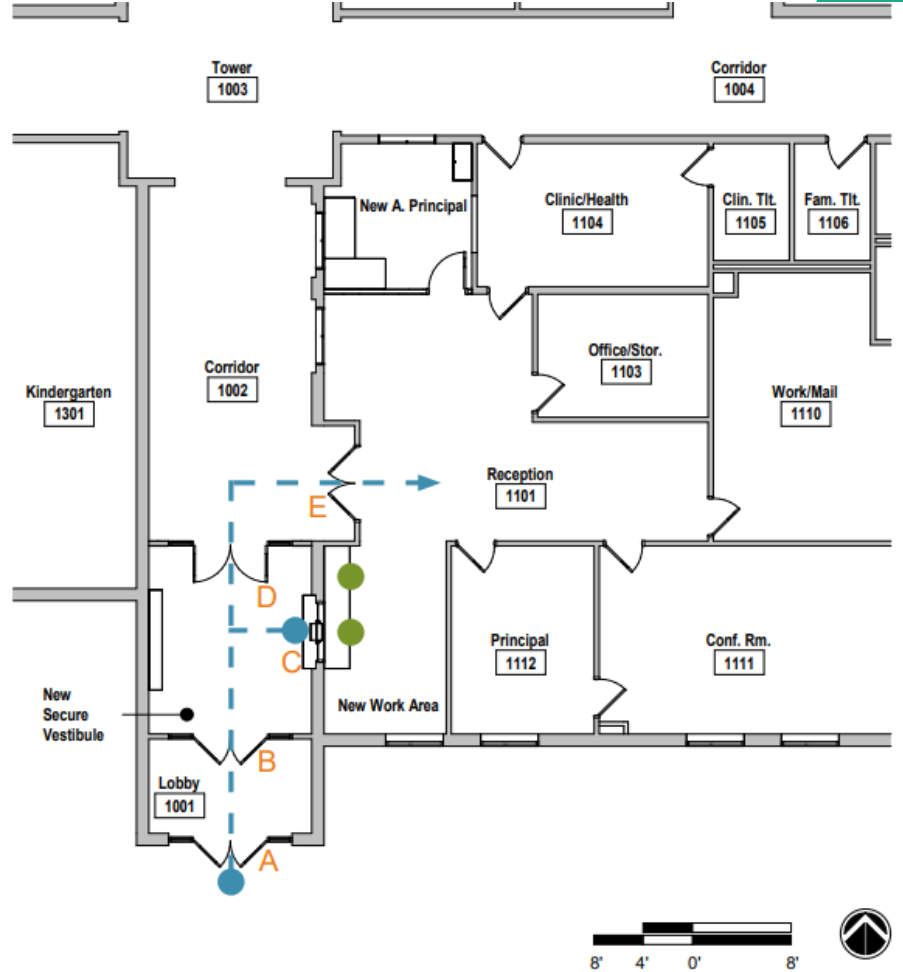 Tower
1003
Corridor
1004
New A. Principal
Clinic/Health
1104
Clin. Tlt.
1105
Fam. Tlt.
1106
Office/Stor.
1103
Corridor
1002
Kindergarten
1301
Work/Mail
1110
Reception
1101
E
D
C
Principal
1112
Conf. Rm.
1111
New
Secure
Vestibule
New Work Area
B
Lobby
1001
A
8' 4' 0' 8'